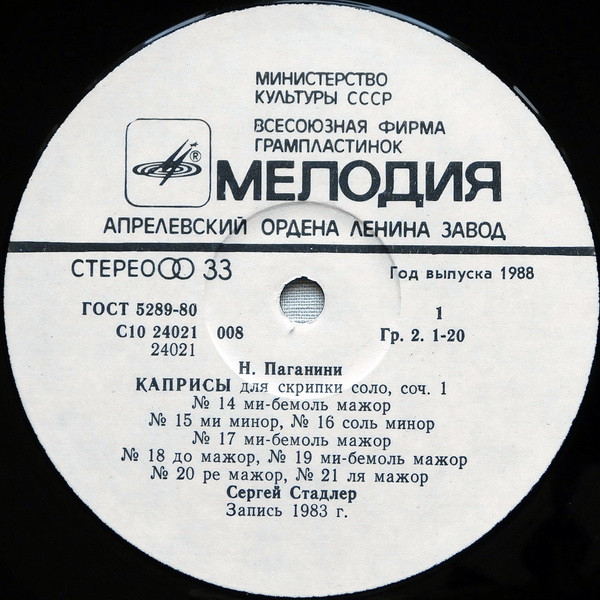 МИНИСТЕРСТВО
КУЛЬТУРЫ СССР
ВСЕСОЮЗНАЯ ФИРМА
ГРАМПЛАСТИНОК
®
МЕЛОДИЯ
АПРЕЛЕВСКИЙ ОРДЕНА ЛЕНИНА ЗАВОД
СТЕРЕО 33
Год выпуска 1988
ГОСТ 5289-80
1
С10 24021 008
Гр. 2. 1-20
24021
Н. Паганини
КАПРИСЫ для скрипки соло, соч. 1
№ 14 ми-бемоль мажор
№ 15 ми минор, № 16 соль минор
№ 17 ми-бемоль мажор
№ 18 до мажор, № 19 ми-бемоль мажор
№ 20 ре мажор, № 21 ля мажор
Сергей Стадлер
Запись 1983 г.